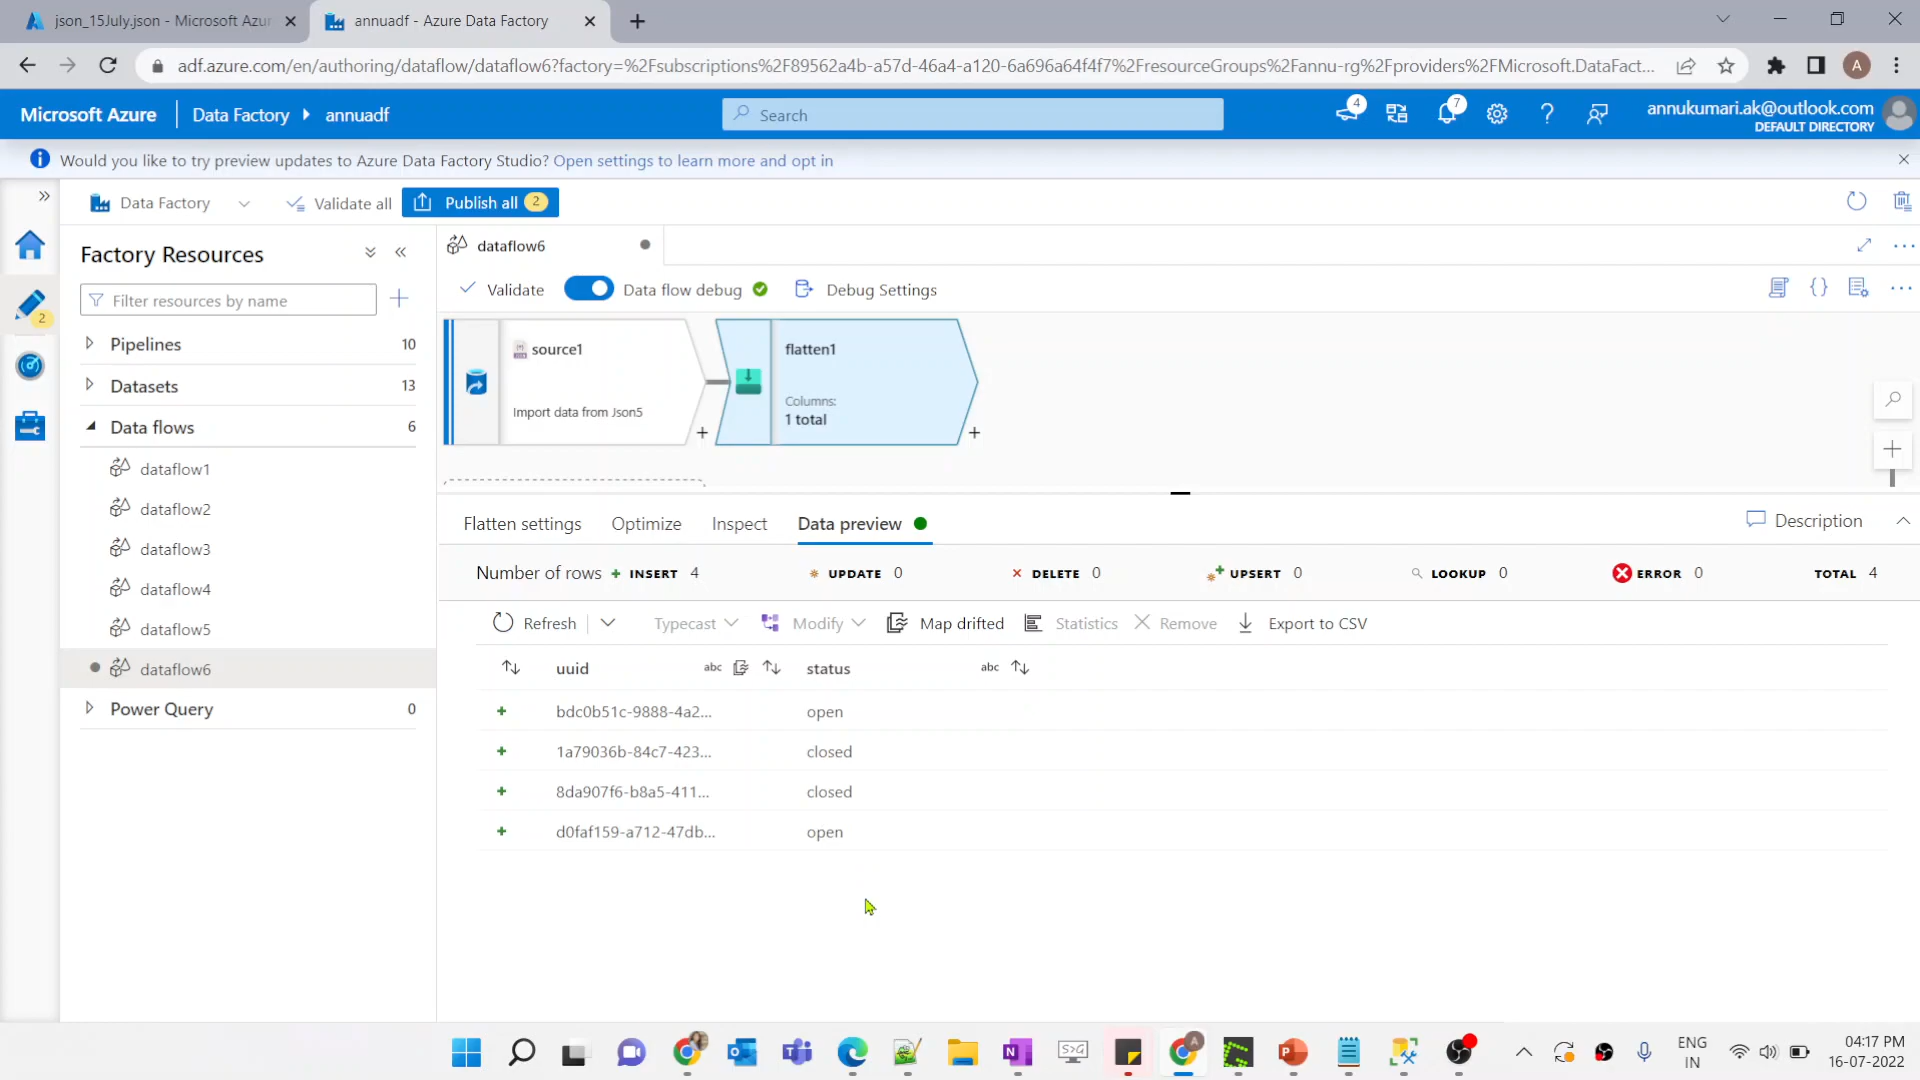 json_15July.json - Microsoft Azur
annuadf - Azure Data Factory
adf.azure.com/en/authoring/dataflow/dataflow6?factory=%2Fsubscriptions%2F89562a4b-a57d-46a4-a120-6a696a64f4f7%2FresourceGroups%2Fannu-rg%2Fproviders%2FMicrosoft.DataFact...
A
Microsoft Azure
Data Factory
annuadf
Search
4
7
annukumari.ak@outlook.com
DEFAULT DIRECTORY
Would you like to try preview updates to Azure Data Factory Studio? Open settings to learn more and opt in
Data Factory
Validate all
Publish all 2
2
Factory Resources
Filter resources by name
Pipelines 10
Datasets 13
Data flows 6
dataflow1
dataflow2
dataflow3
dataflow4
dataflow5
dataflow6
Power Query 0
dataflow6
Validate
Data flow debug
Debug Settings
source1
Import data from Json5
flatten1
Columns:
1 total
Flatten settings
Optimize
Inspect
Data preview
Description
Number of rows + INSERT 4
UPDATE 0
DELETE 0
UPSERT 0
LOOKUP 0
ERROR 0
TOTAL 4
Refresh
Typecast
Modify
Map drifted
Statistics
Remove
Export to CSV
uuid abc
status abc
+ bdc0b51c-9888-4a2... open
+ 1a79036b-84c7-423... closed
+ 8da907f6-b8a5-411... closed
+ d0faf159-a712-47db... open
ENG
IN
04:17 PM
16-07-2022